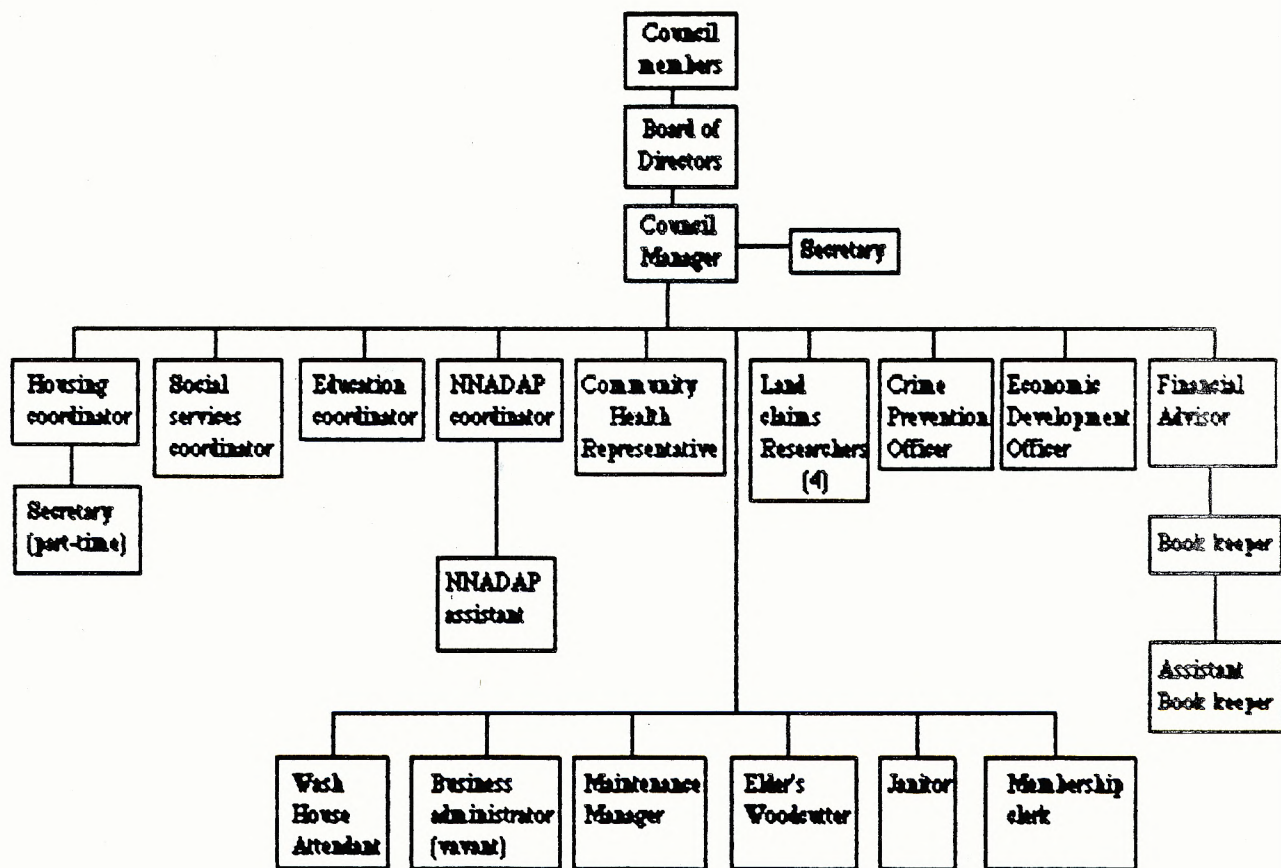 Council
members
Board of
Directors
Council
Manager
Secretary
Housing
coordinator
Social
services
coordinator
Education
coordinator
NNADAP
coordinator
Community
Health
Representative
Land
claims
Researchers
(4)
Crime
Prevention
Officer
Economic
Development
Officer
Financial
Advisor
Secretary
(part-time)
NNADAP
assistant
Book keeper
Assistant
Book keeper
Wash
House
Attendant
Business
administrator
(vavant)
Maintenance
Manager
Elder's
Woodcutter
Janitor
Membership
clerk